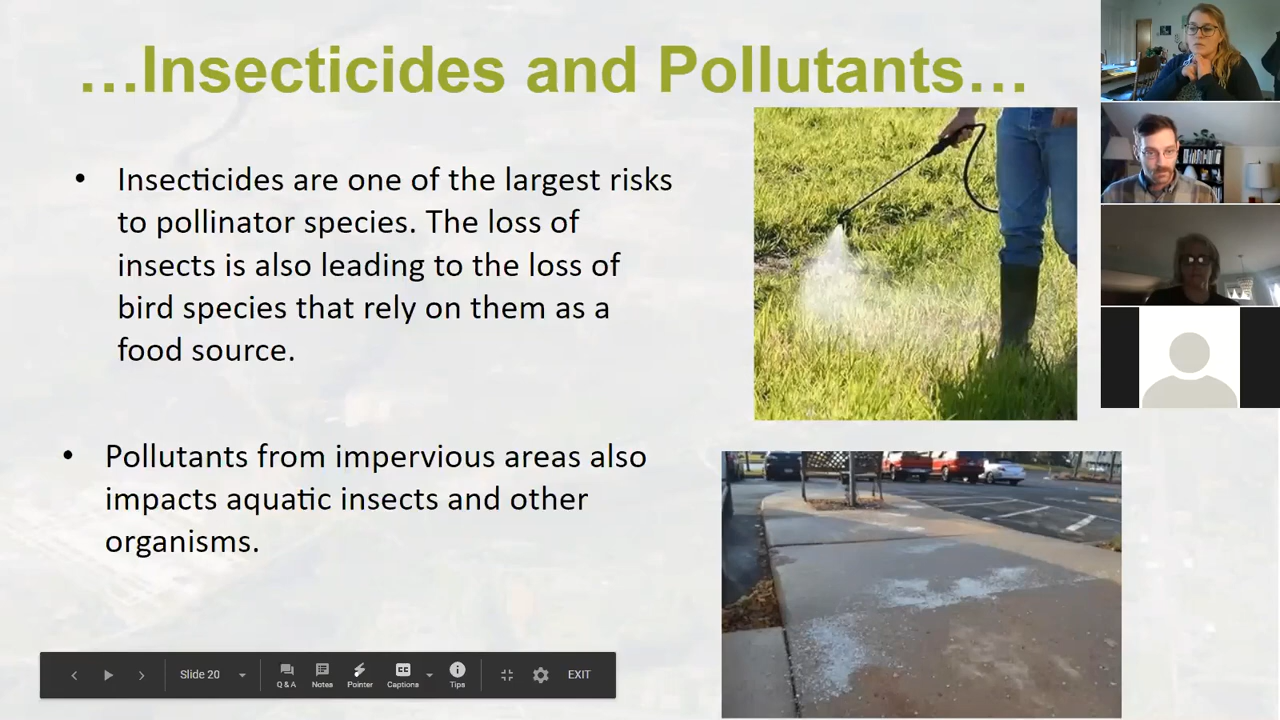 …Insecticides and Pollutants…
• Insecticides are one of the largest risks
to pollinator species. The loss of
insects is also leading to the loss of
bird species that rely on them as a
food source.
• Pollutants from impervious areas also
impacts aquatic insects and other
organisms.
Slide 20
Q & A
Notes
Pointer
CC
Captions
Tips
EXIT